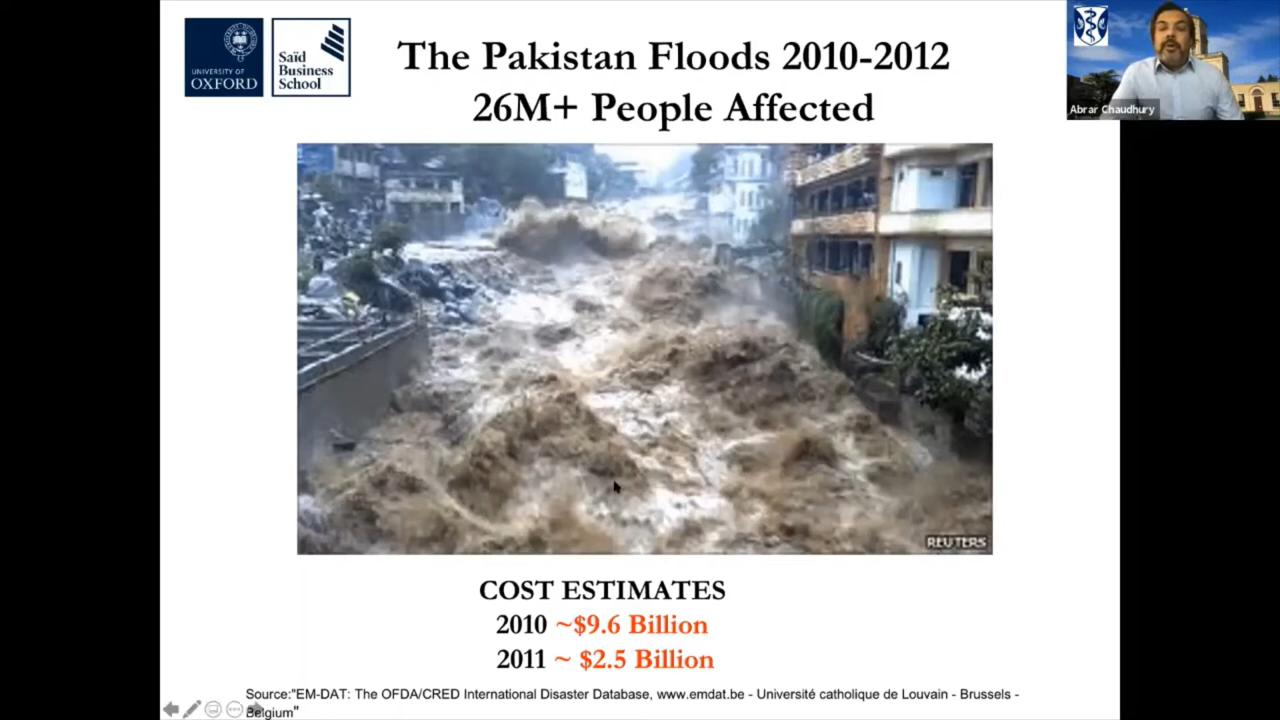 UNIVERSITY OF
OXFORD
Saïd
Business
School
The Pakistan Floods 2010-2012
26M+ People Affected
Abrar Chaudhury
REUTERS
COST ESTIMATES
2010 ~$9.6 Billion
2011 ~ $2.5 Billion
Source:"EM-DAT: The OFDA/CRED International Disaster Database, www.emdat.be - Université catholique de Louvain - Brussels -
Belgium"